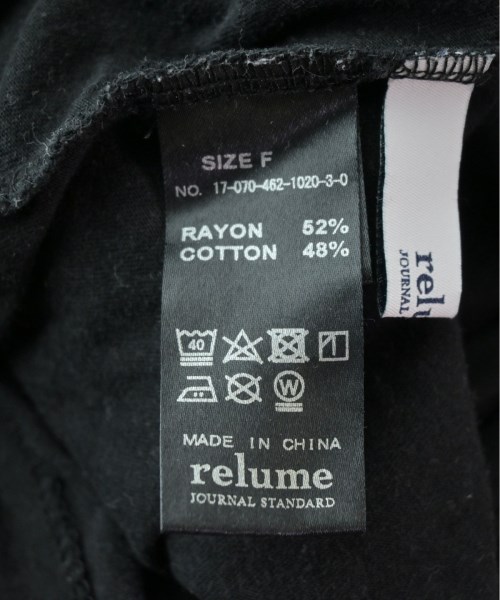 SIZE F
NO. 17-070-462-1020-3-0
RAYON 52%
COTTON 48%
40
W
MADE IN CHINA
relume
JOURNAL STANDARD
JOURNAL